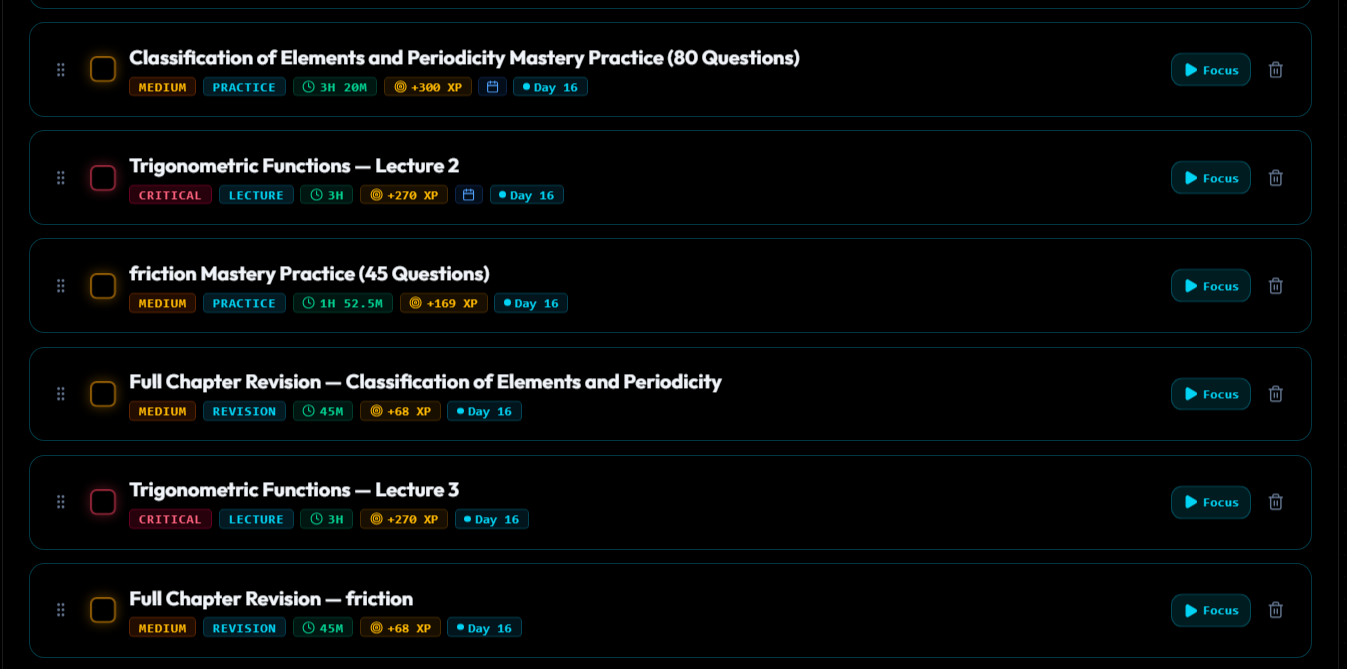 Classification of Elements and Periodicity Mastery Practice (80 Questions)
MEDIUM PRACTICE 3H 20M +300 XP Day 16
Focus
Trigonometric Functions — Lecture 2
CRITICAL LECTURE 3H +270 XP Day 16
Focus
friction Mastery Practice (45 Questions)
MEDIUM PRACTICE 1H 52.5M +169 XP Day 16
Focus
Full Chapter Revision — Classification of Elements and Periodicity
MEDIUM REVISION 45M +68 XP Day 16
Focus
Trigonometric Functions — Lecture 3
CRITICAL LECTURE 3H +270 XP Day 16
Focus
Full Chapter Revision — friction
MEDIUM REVISION 45M +68 XP Day 16
Focus